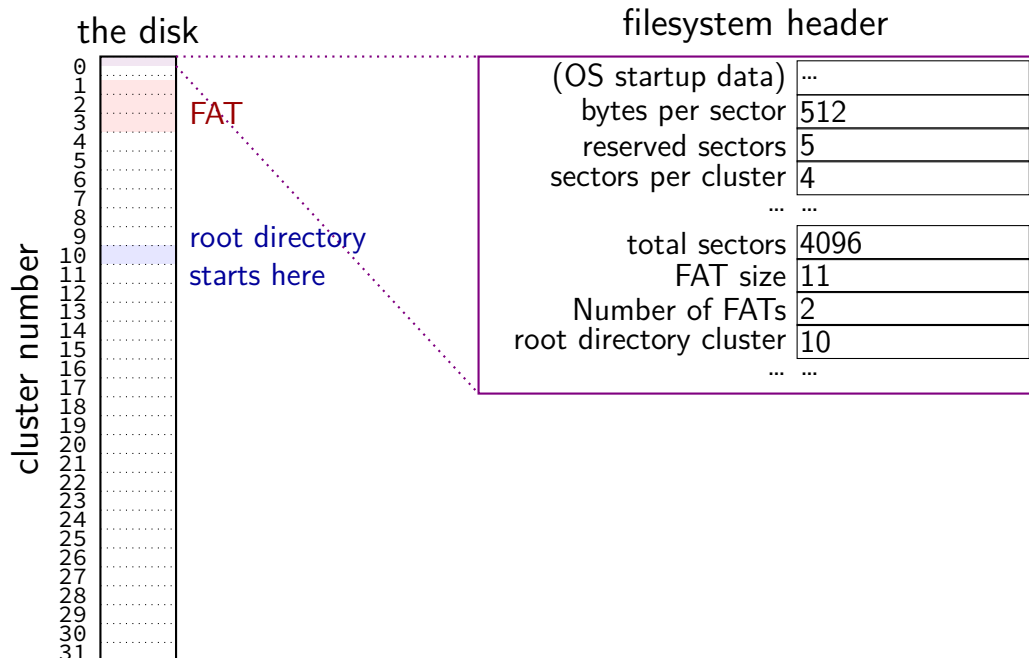 the disk
filesystem header
0
1
2
3
4
5
6
7
8
9
10
11
12
13
14
15
16
17
18
19
20
21
22
23
24
25
26
27
28
29
30
31
cluster number
FAT
root directory
starts here
(OS startup data) ...
bytes per sector 512
reserved sectors 5
sectors per cluster 4
... ...
total sectors 4096
FAT size 11
Number of FATs 2
root directory cluster 10
... ...